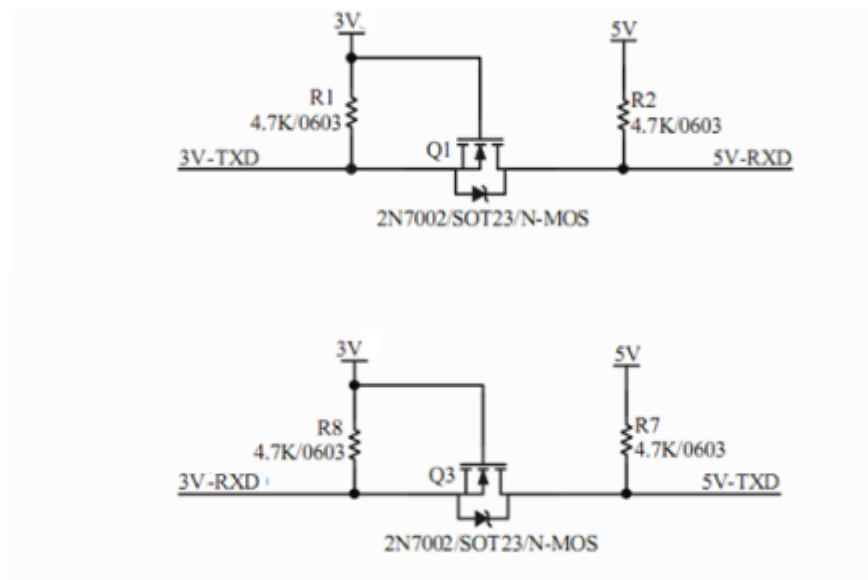 3V
5V
R1
4.7K/0603
R2
4.7K/0603
Q1
3V-TXD
5V-RXD
2N7002/SOT23/N-MOS
3V
5V
R8
4.7K/0603
R7
4.7K/0603
Q3
3V-RXD
5V-TXD
2N7002/SOT23/N-MOS